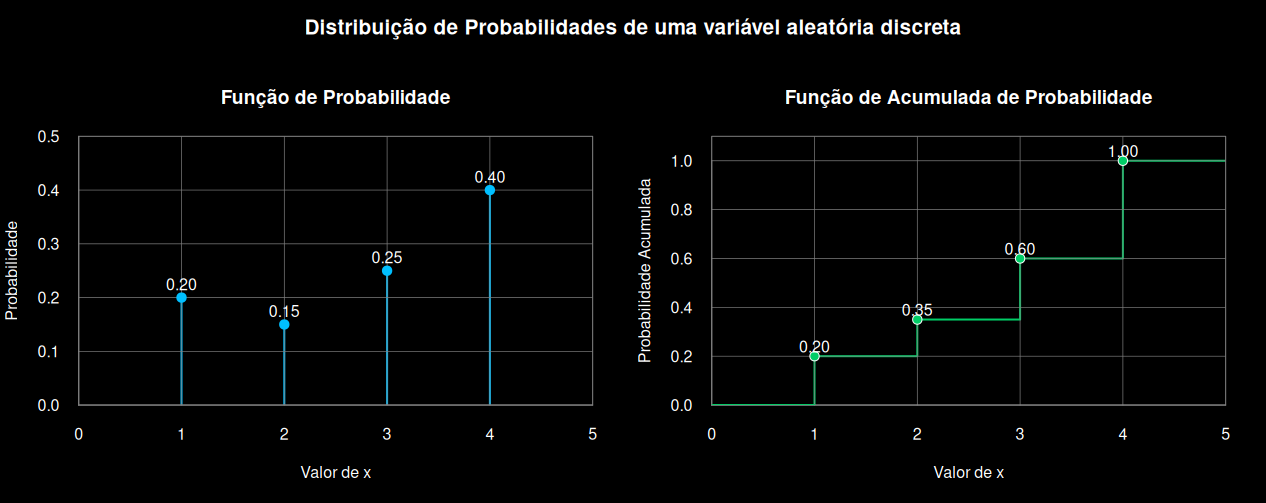 Distribuição de Probabilidades de uma variável aleatória discreta
Função de Probabilidade
0.5
0.4
0.3
0.2
0.1
0.0
Probabilidade
0.20
0.15
0.25
0.40
0 1 2 3 4 5
Valor de x
Função de Acumulada de Probabilidade
1.0
0.8
0.6
0.4
0.2
0.0
Probabilidade Acumulada
0.20
0.35
0.60
1.00
0 1 2 3 4 5
Valor de x